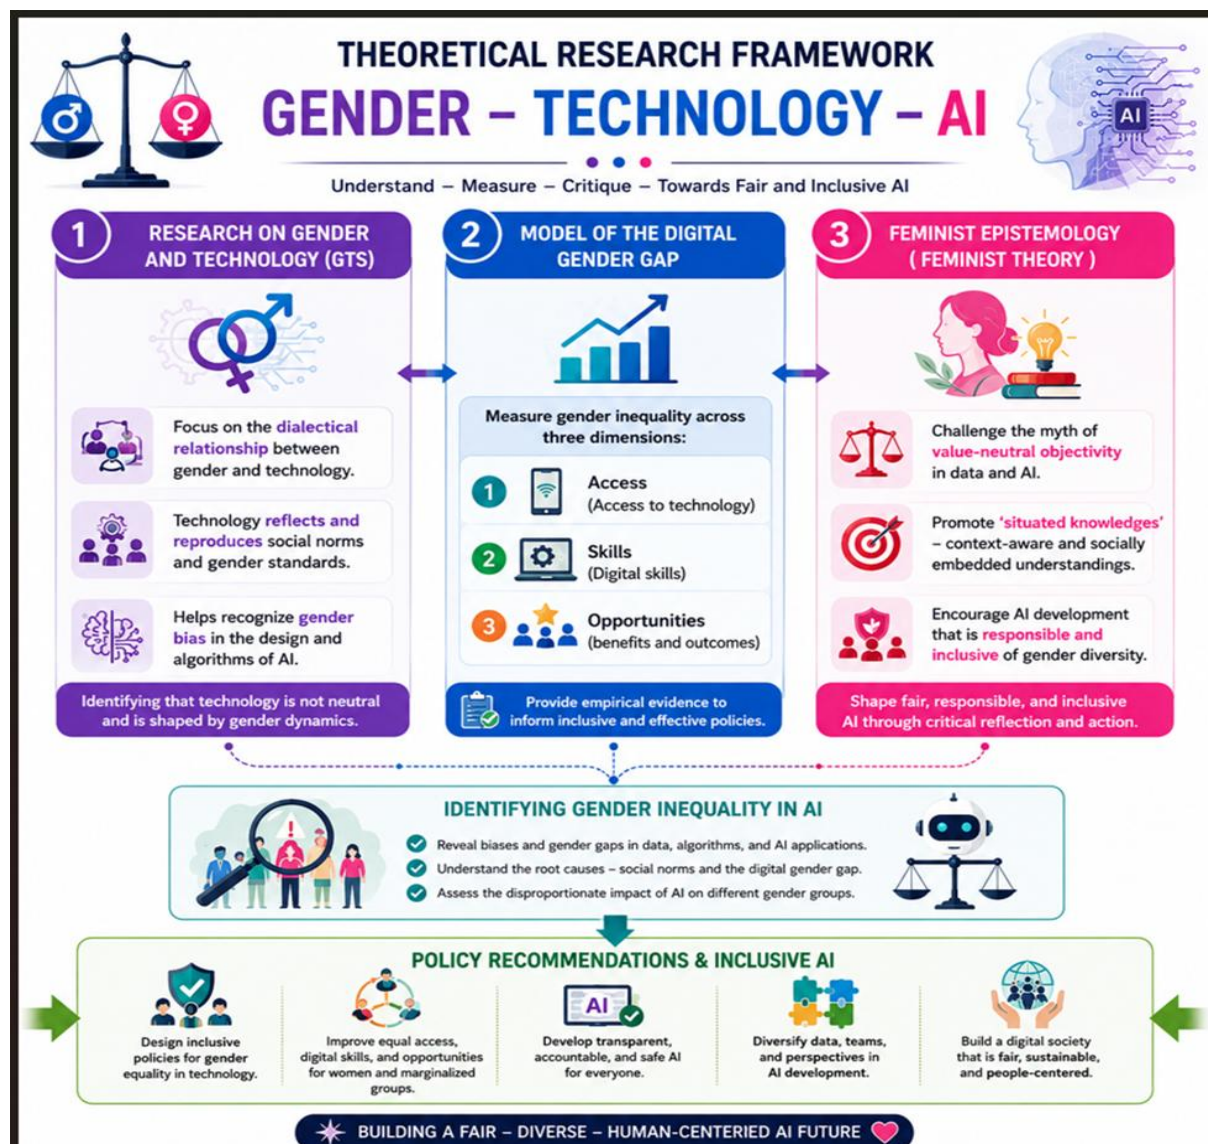 THEORETICAL RESEARCH FRAMEWORK
GENDER – TECHNOLOGY – AI
AI
Understand – Measure – Critique – Towards Fair and Inclusive AI
1
RESEARCH ON GENDER
AND TECHNOLOGY (GTS)
Focus on the dialectical
relationship between
gender and technology.
Technology reflects and
reproduces social norms
and gender standards.
Helps recognize gender
bias in the design and
algorithms of AI.
Identifying that technology is not neutral
and is shaped by gender dynamics.
2
MODEL OF THE DIGITAL
GENDER GAP
Measure gender inequality across
three dimensions:
1
Access
(Access to technology)
2
Skills
(Digital skills)
3
Opportunities
(benefits and outcomes)
Provide empirical evidence to
inform inclusive and effective policies.
3
FEMINIST EPISTEMOLOGY
( FEMINIST THEORY )
Challenge the myth of
value-neutral objectivity
in data and AI.
Promote ‘situated knowledges’
– context-aware and socially
embedded understandings.
Encourage AI development
that is responsible and
inclusive of gender diversity.
Shape fair, responsible, and inclusive
AI through critical reflection and action.
IDENTIFYING GENDER INEQUALITY IN AI
Reveal biases and gender gaps in data, algorithms, and AI applications.
Understand the root causes – social norms and the digital gender gap.
Assess the disproportionate impact of AI on different gender groups.
POLICY RECOMMENDATIONS & INCLUSIVE AI
Design inclusive
policies for gender
equality in technology.
Improve equal access,
digital skills, and opportunities
for women and marginalized
groups.
AI
Develop transparent,
accountable, and safe AI
for everyone.
Diversify data, teams,
and perspectives in
AI development.
Build a digital society
that is fair, sustainable,
and people-centered.
BUILDING A FAIR – DIVERSE – HUMAN-CENTERIED AI FUTURE